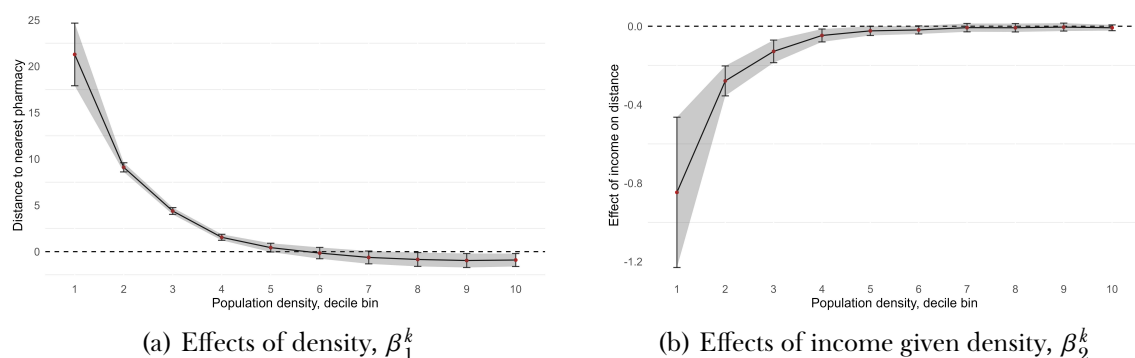 25
20
15
10
5
0
Distance to nearest pharmacy
1 2 3 4 5 6 7 8 9 10
Population density, decile bin
(a) Effects of density, β₁ᵏ
0.0
-0.4
-0.8
-1.2
Effect of income on distance
1 2 3 4 5 6 7 8 9 10
Population density, decile bin
(b) Effects of income given density, β₂ᵏ